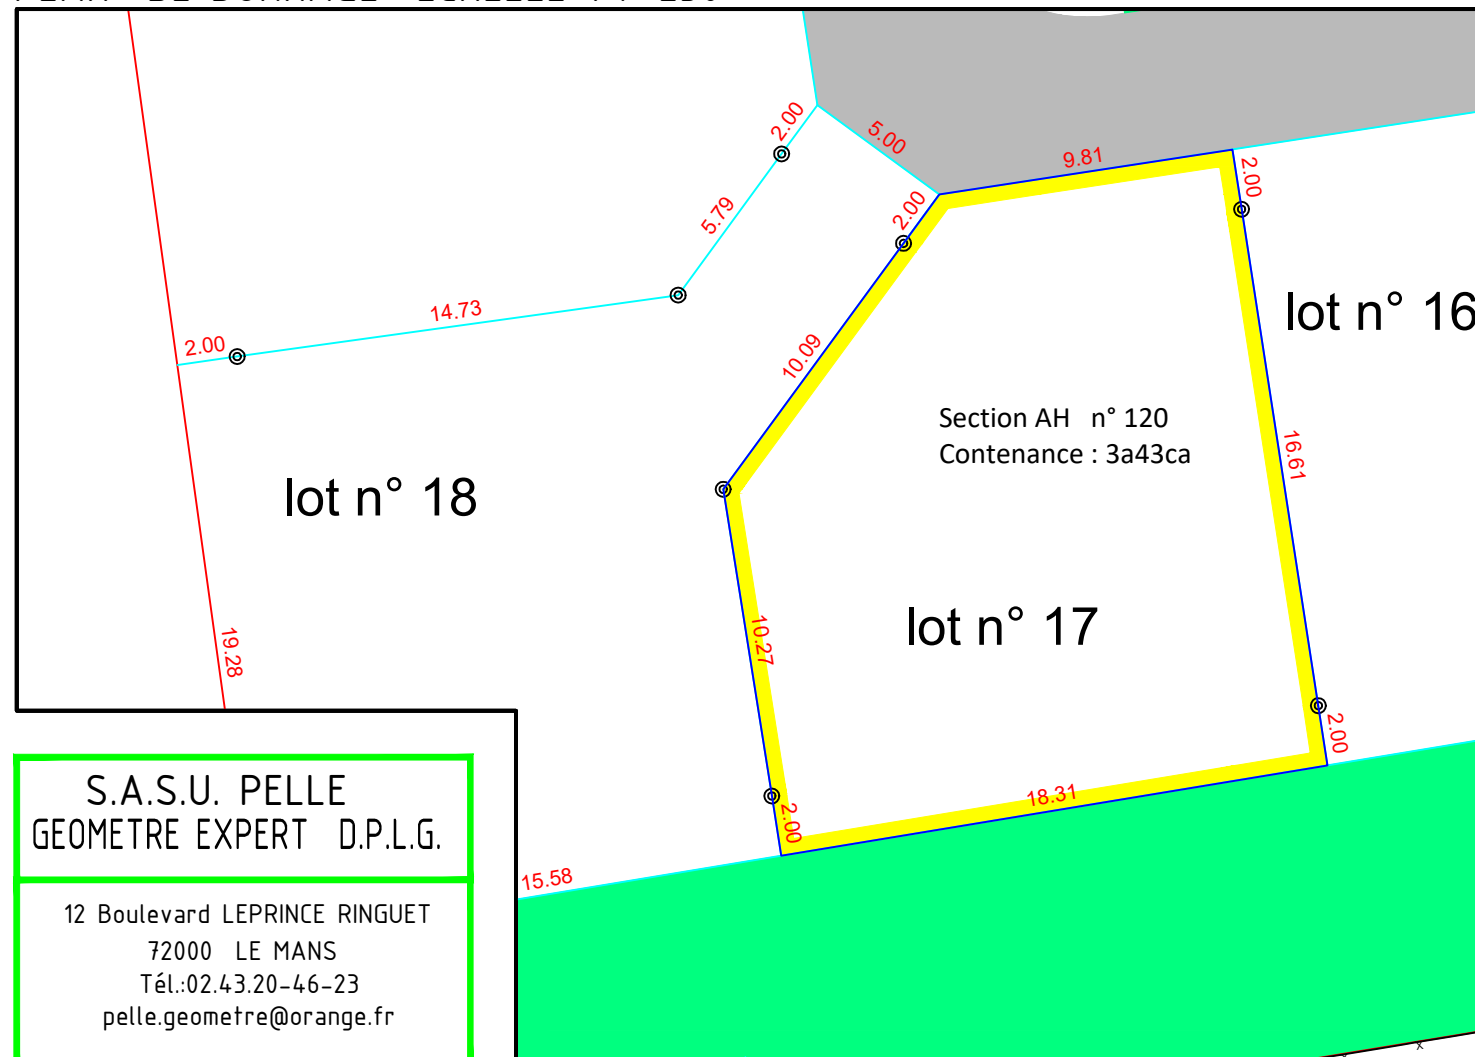 2.00
5.00
9.81
2.00
2.00
5.79
14.73
2.00
10.09
lot n° 16
Section AH n° 120
Contenance : 3a43ca
16.61
lot n° 18
lot n° 17
10.27
19.28
2.00
18.31
2.00
15.58
S.A.S.U. PELLE
GEOMETRE EXPERT D.P.L.G.
12 Boulevard LEPRINCE RINGUET
72000 LE MANS
Tél.:02.43.20-46-23
pelle.geometre@orange.fr